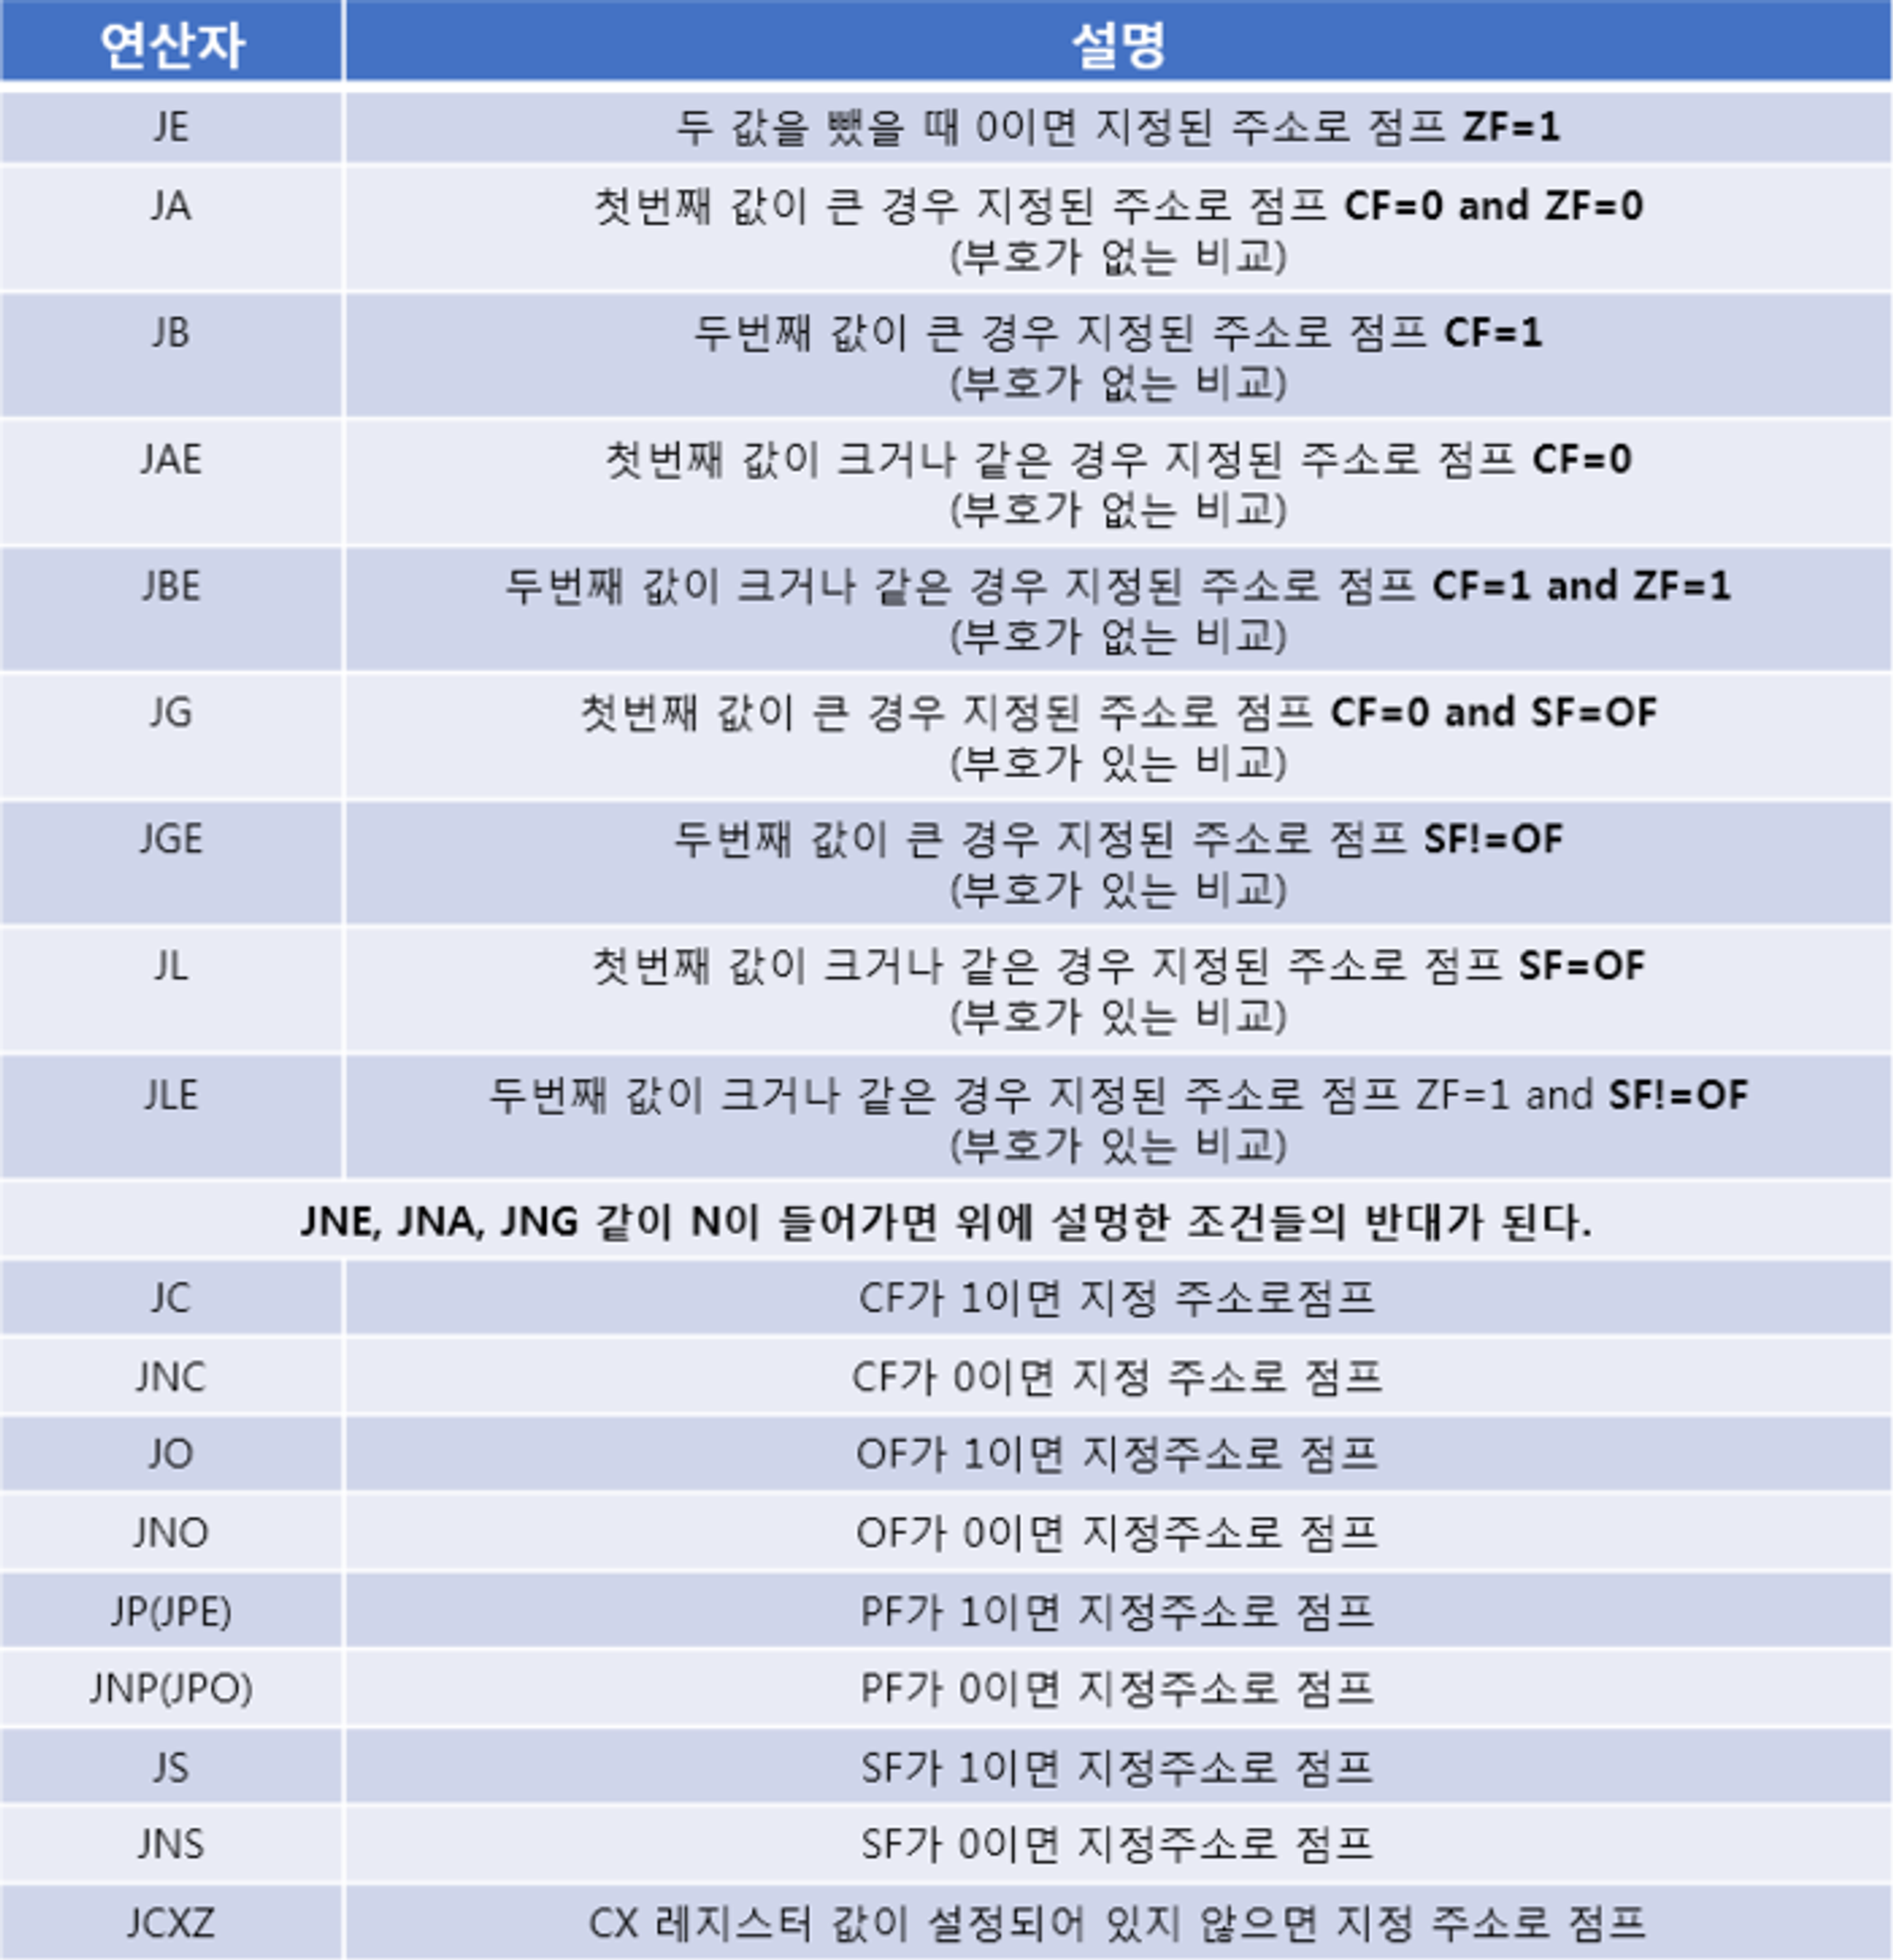 연산자 설명
JE 두 값을 뺐을 때 0이면 지정된 주소로 점프 ZF=1
JA 첫번째 값이 큰 경우 지정된 주소로 점프 CF=0 and ZF=0
(부호가 없는 비교)
JB 두번째 값이 큰 경우 지정된 주소로 점프 CF=1
(부호가 없는 비교)
JAE 첫번째 값이 크거나 같은 경우 지정된 주소로 점프 CF=0
(부호가 없는 비교)
JBE 두번째 값이 크거나 같은 경우 지정된 주소로 점프 CF=1 and ZF=1
(부호가 없는 비교)
JG 첫번째 값이 큰 경우 지정된 주소로 점프 CF=0 and SF=OF
(부호가 있는 비교)
JGE 두번째 값이 큰 경우 지정된 주소로 점프 SF!=OF
(부호가 있는 비교)
JL 첫번째 값이 크거나 같은 경우 지정된 주소로 점프 SF=OF
(부호가 있는 비교)
JLE 두번째 값이 크거나 같은 경우 지정된 주소로 점프 ZF=1 and SF!=OF
(부호가 있는 비교)
JNE, JNA, JNG 같이 N이 들어가면 위에 설멍한 조건들의 반대가 된다.
JC CF가 1이면 지정 주소로점프
JNC CF가 0이면 지정 주소로 점프
JO OF가 1이면 지정주소로 점프
JNO OF가 0이면 지정주소로 점프
JP(JPE) PF가 1이면 지정주소로 점프
JNP(JPO) PF가 0이면 지정주소로 점프
JS SF가 1이면 지정주소로 점프
JNS SF가 0이면 지정주소로 점프
JCXZ CX 레지스터 값이 설정되어 있지 않으면 지정 주소로 점프